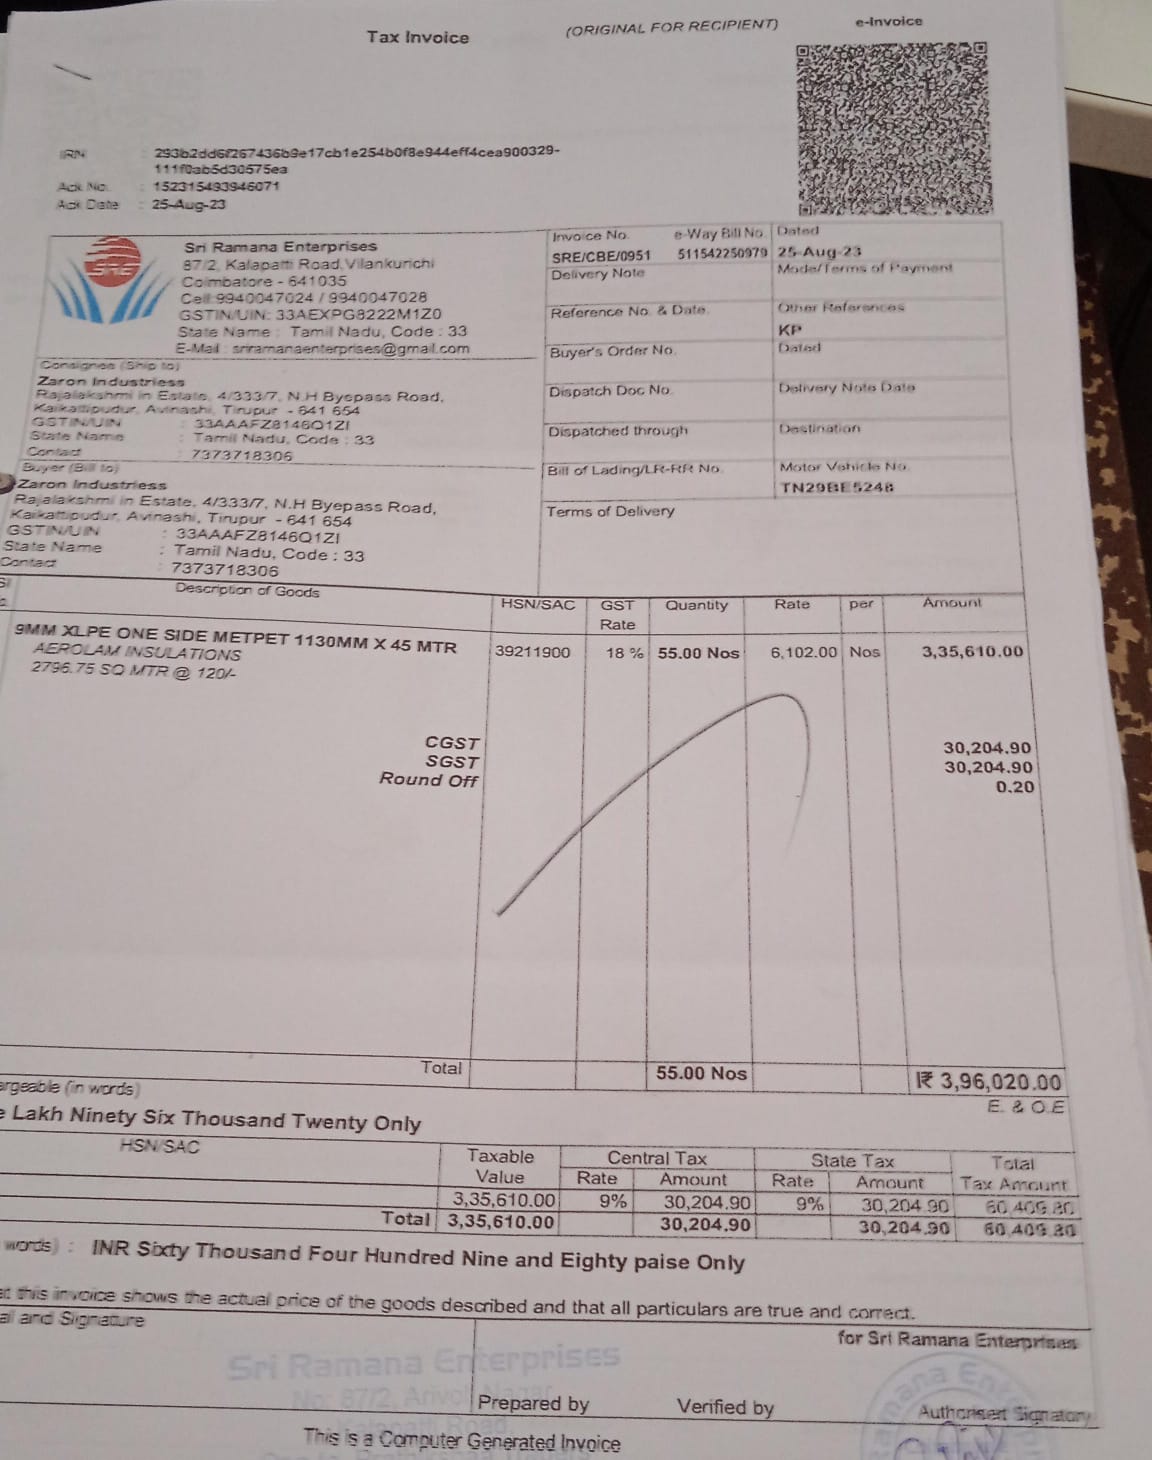 Tax Invoice
(ORIGINAL FOR RECIPIENT)
e-Invoice
IRN : 293b2dd6f267436b9e17cb1e254b0f8e944eff4cea900329-
111f0ab5d30575ea
Ack No. : 152315493946071
Ack Date : 25-Aug-23
SRE
Sri Ramana Enterprises
87/2, Kalapatti Road,Vilankurichi
Coimbatore - 641035
Cell:9940047024 / 9940047028
GSTIN/UIN: 33AEXPG8222M1Z0
State Name : Tamil Nadu, Code : 33
E-Mail : sriramanaenterprises@gmail.com
Invoice No. e-Way Bill No. Dated
SRE/CBE/0951 511542250979 25-Aug-23
Delivery Note Mode/Terms of Payment
Reference No. & Date. Other References
KP
Buyer's Order No. Dated
Dispatch Doc No. Delivery Note Date
Dispatched through Destination
Bill of Lading/LR-RR No. Motor Vehicle No.
TN29BE5248
Terms of Delivery
Consignee (Ship to)
Zaron Industriess
Rajalakshmi in Estate, 4/333/7, N.H Byepass Road,
Kaikattipudur, Avinashi, Tirupur - 641 654
GSTIN/UIN : 33AAAFZ8146Q1ZI
State Name : Tamil Nadu, Code : 33
Contact : 7373718306
Buyer (Bill to)
Zaron Industriess
Rajalakshmi in Estate, 4/333/7, N.H Byepass Road,
Kaikattipudur, Avinashi, Tirupur - 641 654
GSTIN/UIN : 33AAAFZ8146Q1ZI
State Name : Tamil Nadu, Code : 33
Contact : 7373718306
Sl Description of Goods HSN/SAC GST Rate Quantity Rate per Amount
9MM XLPE ONE SIDE METPET 1130MM X 45 MTR 39211900 18 % 55.00 Nos 6,102.00 Nos 3,35,610.00
AEROLAM INSULATIONS
2796.75 SQ MTR @ 120/-
CGST 30,204.90
SGST 30,204.90
Round Off 0.20
Total 55.00 Nos ₹ 3,96,020.00
argeable (in words) E. & O.E
e Lakh Ninety Six Thousand Twenty Only
HSN/SAC Taxable Value Central Tax State Tax Total Tax Amount
Rate Amount Rate Amount
3,35,610.00 9% 30,204.90 9% 30,204.90 60,409.80
Total 3,35,610.00 30,204.90 30,204.90 60,409.80
words) : INR Sixty Thousand Four Hundred Nine and Eighty paise Only
at this invoice shows the actual price of the goods described and that all particulars are true and correct.
al and Signature
for Sri Ramana Enterprises
Sri Ramana Enterprises
No: 87/2,
Prepared by Verified by Authorised Signatory
This is a Computer Generated Invoice